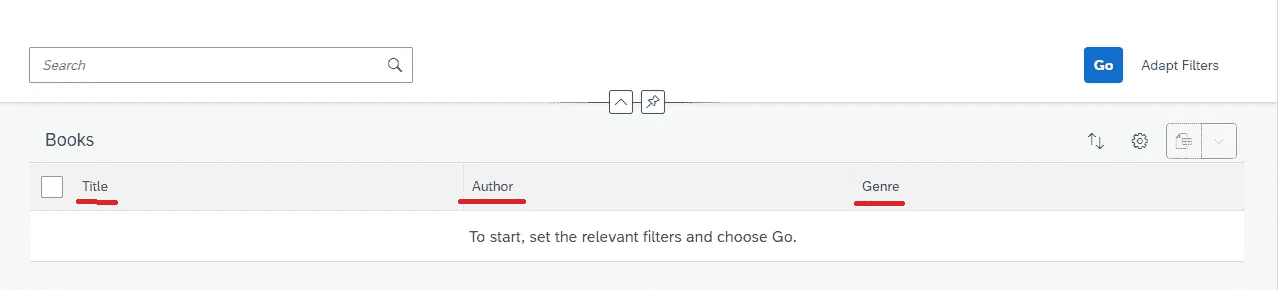 Search
Go Adapt Filters
Books
Title Author Genre
To start, set the relevant filters and choose Go.